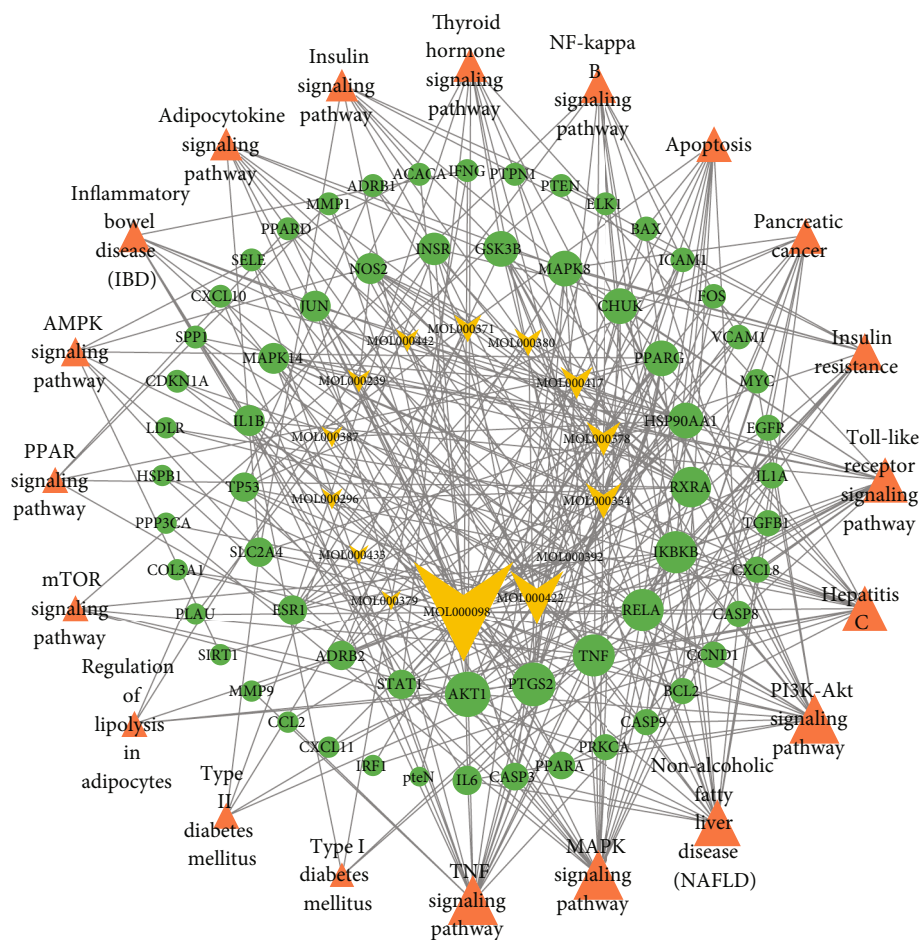 Thyroid
hormone
signaling
pathway
NF-kappa
B
signaling
pathway
Insulin
signaling
pathway
Adipocytokine
signaling
pathway
Apoptosis
Inflammatory
bowel
disease
(IBD)
Pancreatic
cancer
AMPK
signaling
pathway
Insulin
resistance
PPAR
signaling
pathway
Toll-like
receptor
signaling
pathway
mTOR
signaling
pathway
Hepatitis
C
Regulation
of
lipolysis
in
adipocytes
PI3K-Akt
signaling
pathway
Type
II
diabetes
mellitus
Non-alcoholic
fatty
liver
disease
(NAFLD)
Type I
diabetes
mellitus
TNF
signaling
pathway
MAPK
signaling
pathway
ADRB1
ACACA
IFNG
PTPN1
PTEN
ELK1
BAX
ICAM1
FOS
VCAM1
MYC
EGFR
IL1A
TGFB1
CXCL8
CASP8
CCND1
BCL2
CASP9
PRKCA
PPARA
CASP3
IL6
pteN
IRF1
CXCL11
CCL2
MMP9
SIRT1
PLAU
COL3A1
PPP3CA
HSPB1
LDLR
CDKN1A
SPP1
CXCL10
SELE
PPARD
MMP1
INSR
GSK3B
MAPK8
CHUK
PPARG
HSP90AA1
RXRA
IKBKB
RELA
TNF
PTGS2
AKT1
STAT1
ADRB2
ESR1
SLC2A4
TP53
IL1B
MAPK14
JUN
NOS2
MOL000371
MOL000380
MOL000417
MOL000378
MOL000354
MOL000392
MOL000422
MOL000098
MOL000379
MOL000433
MOL000296
MOL000387
MOL000239
MOL000442